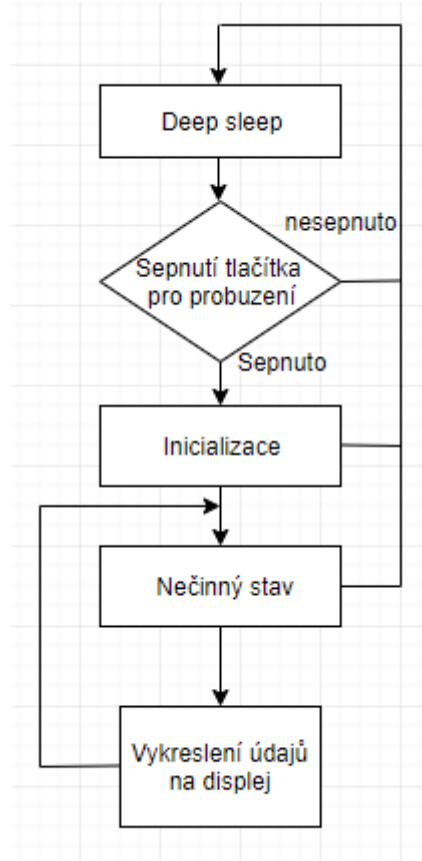 Deep sleep
nesepnuto
Sepnutí tlačítka
pro probuzení
Sepnuto
Inicializace
Nečinný stav
Vykreslení údajů
na displej